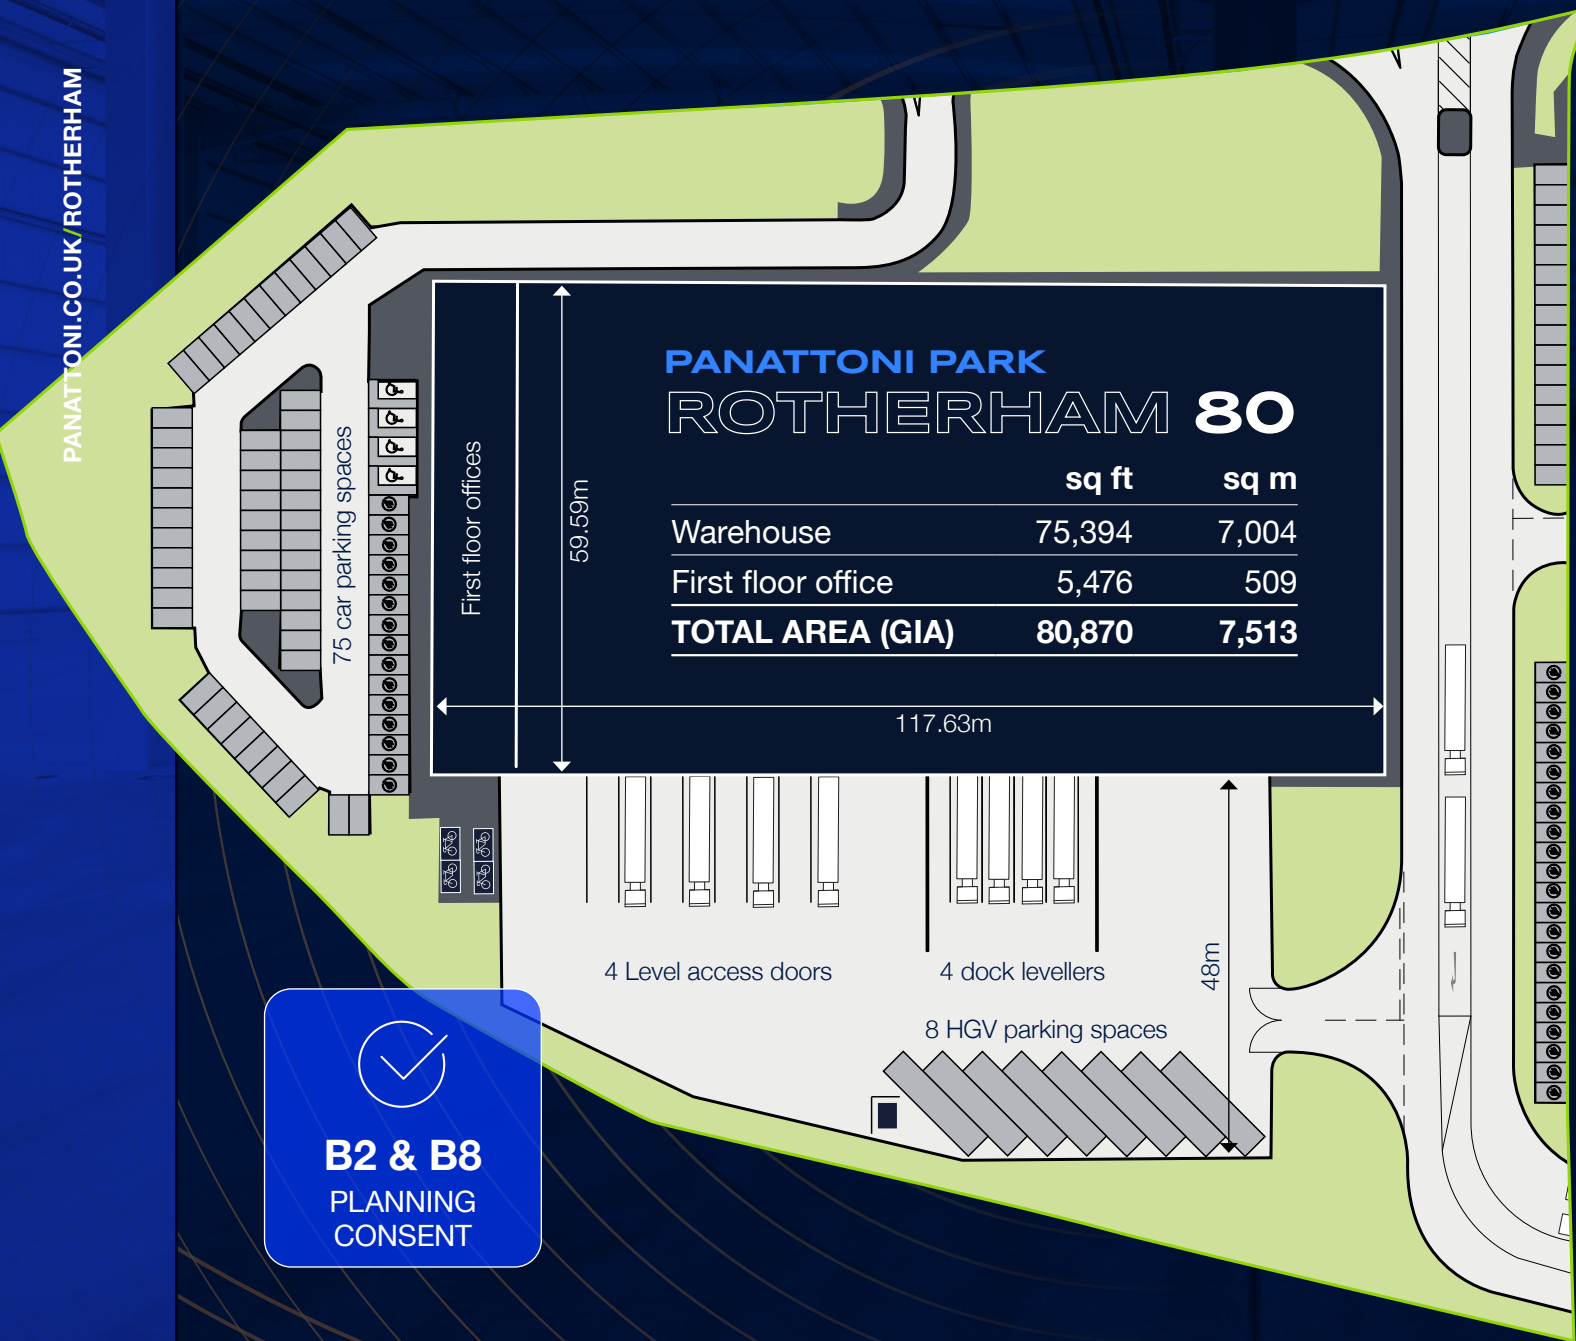 PANATTONI.CO.UK/ROTHERHAM
PANATTONI PARK
ROTHERHAM 80
sq ft sq m
Warehouse 75,394 7,004
First floor office 5,476 509
TOTAL AREA (GIA) 80,870 7,513
First floor offices
59.59m
117.63m
75 car parking spaces
4 Level access doors
4 dock levellers
48m
8 HGV parking spaces
B2 & B8
PLANNING
CONSENT